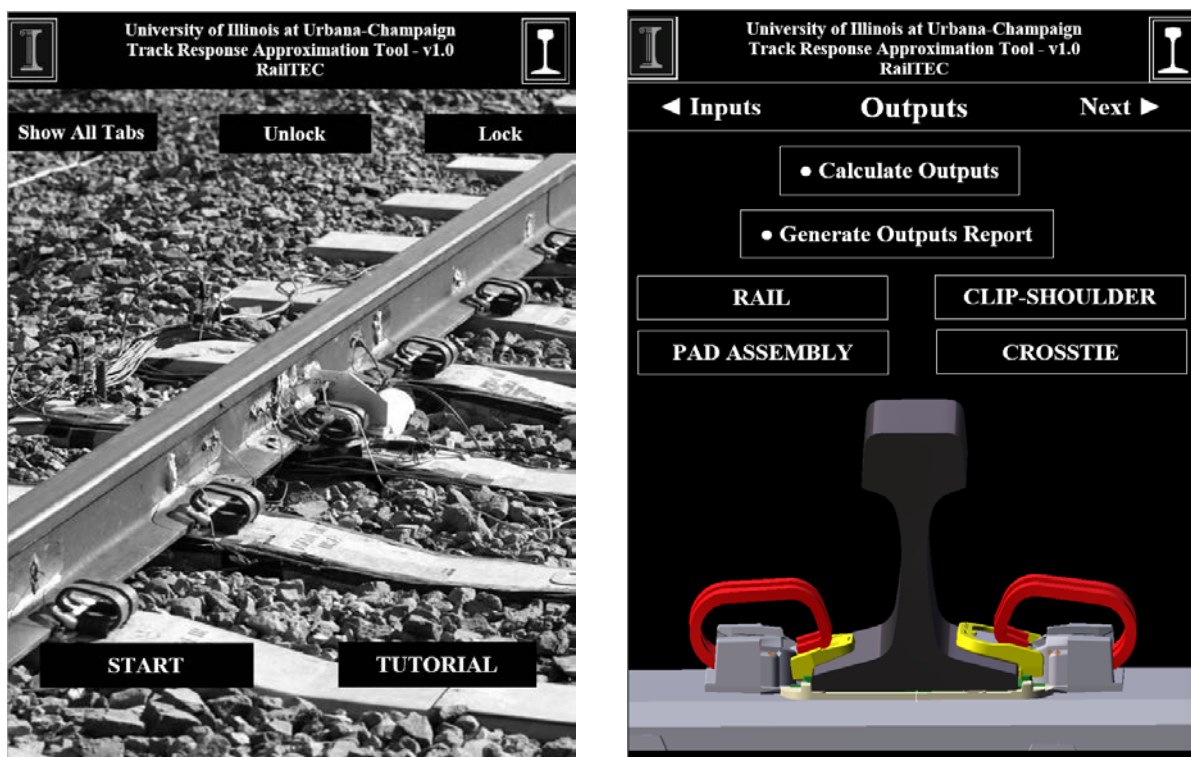 University of Illinois at Urbana-Champaign
Track Response Approximation Tool - v1.0
RailTEC
Show All Tabs
Unlock
Lock
START
TUTORIAL
University of Illinois at Urbana-Champaign
Track Response Approximation Tool - v1.0
RailTEC
◄ Inputs
Outputs
Next ►
• Calculate Outputs
• Generate Outputs Report
RAIL
CLIP-SHOULDER
PAD ASSEMBLY
CROSSTIE